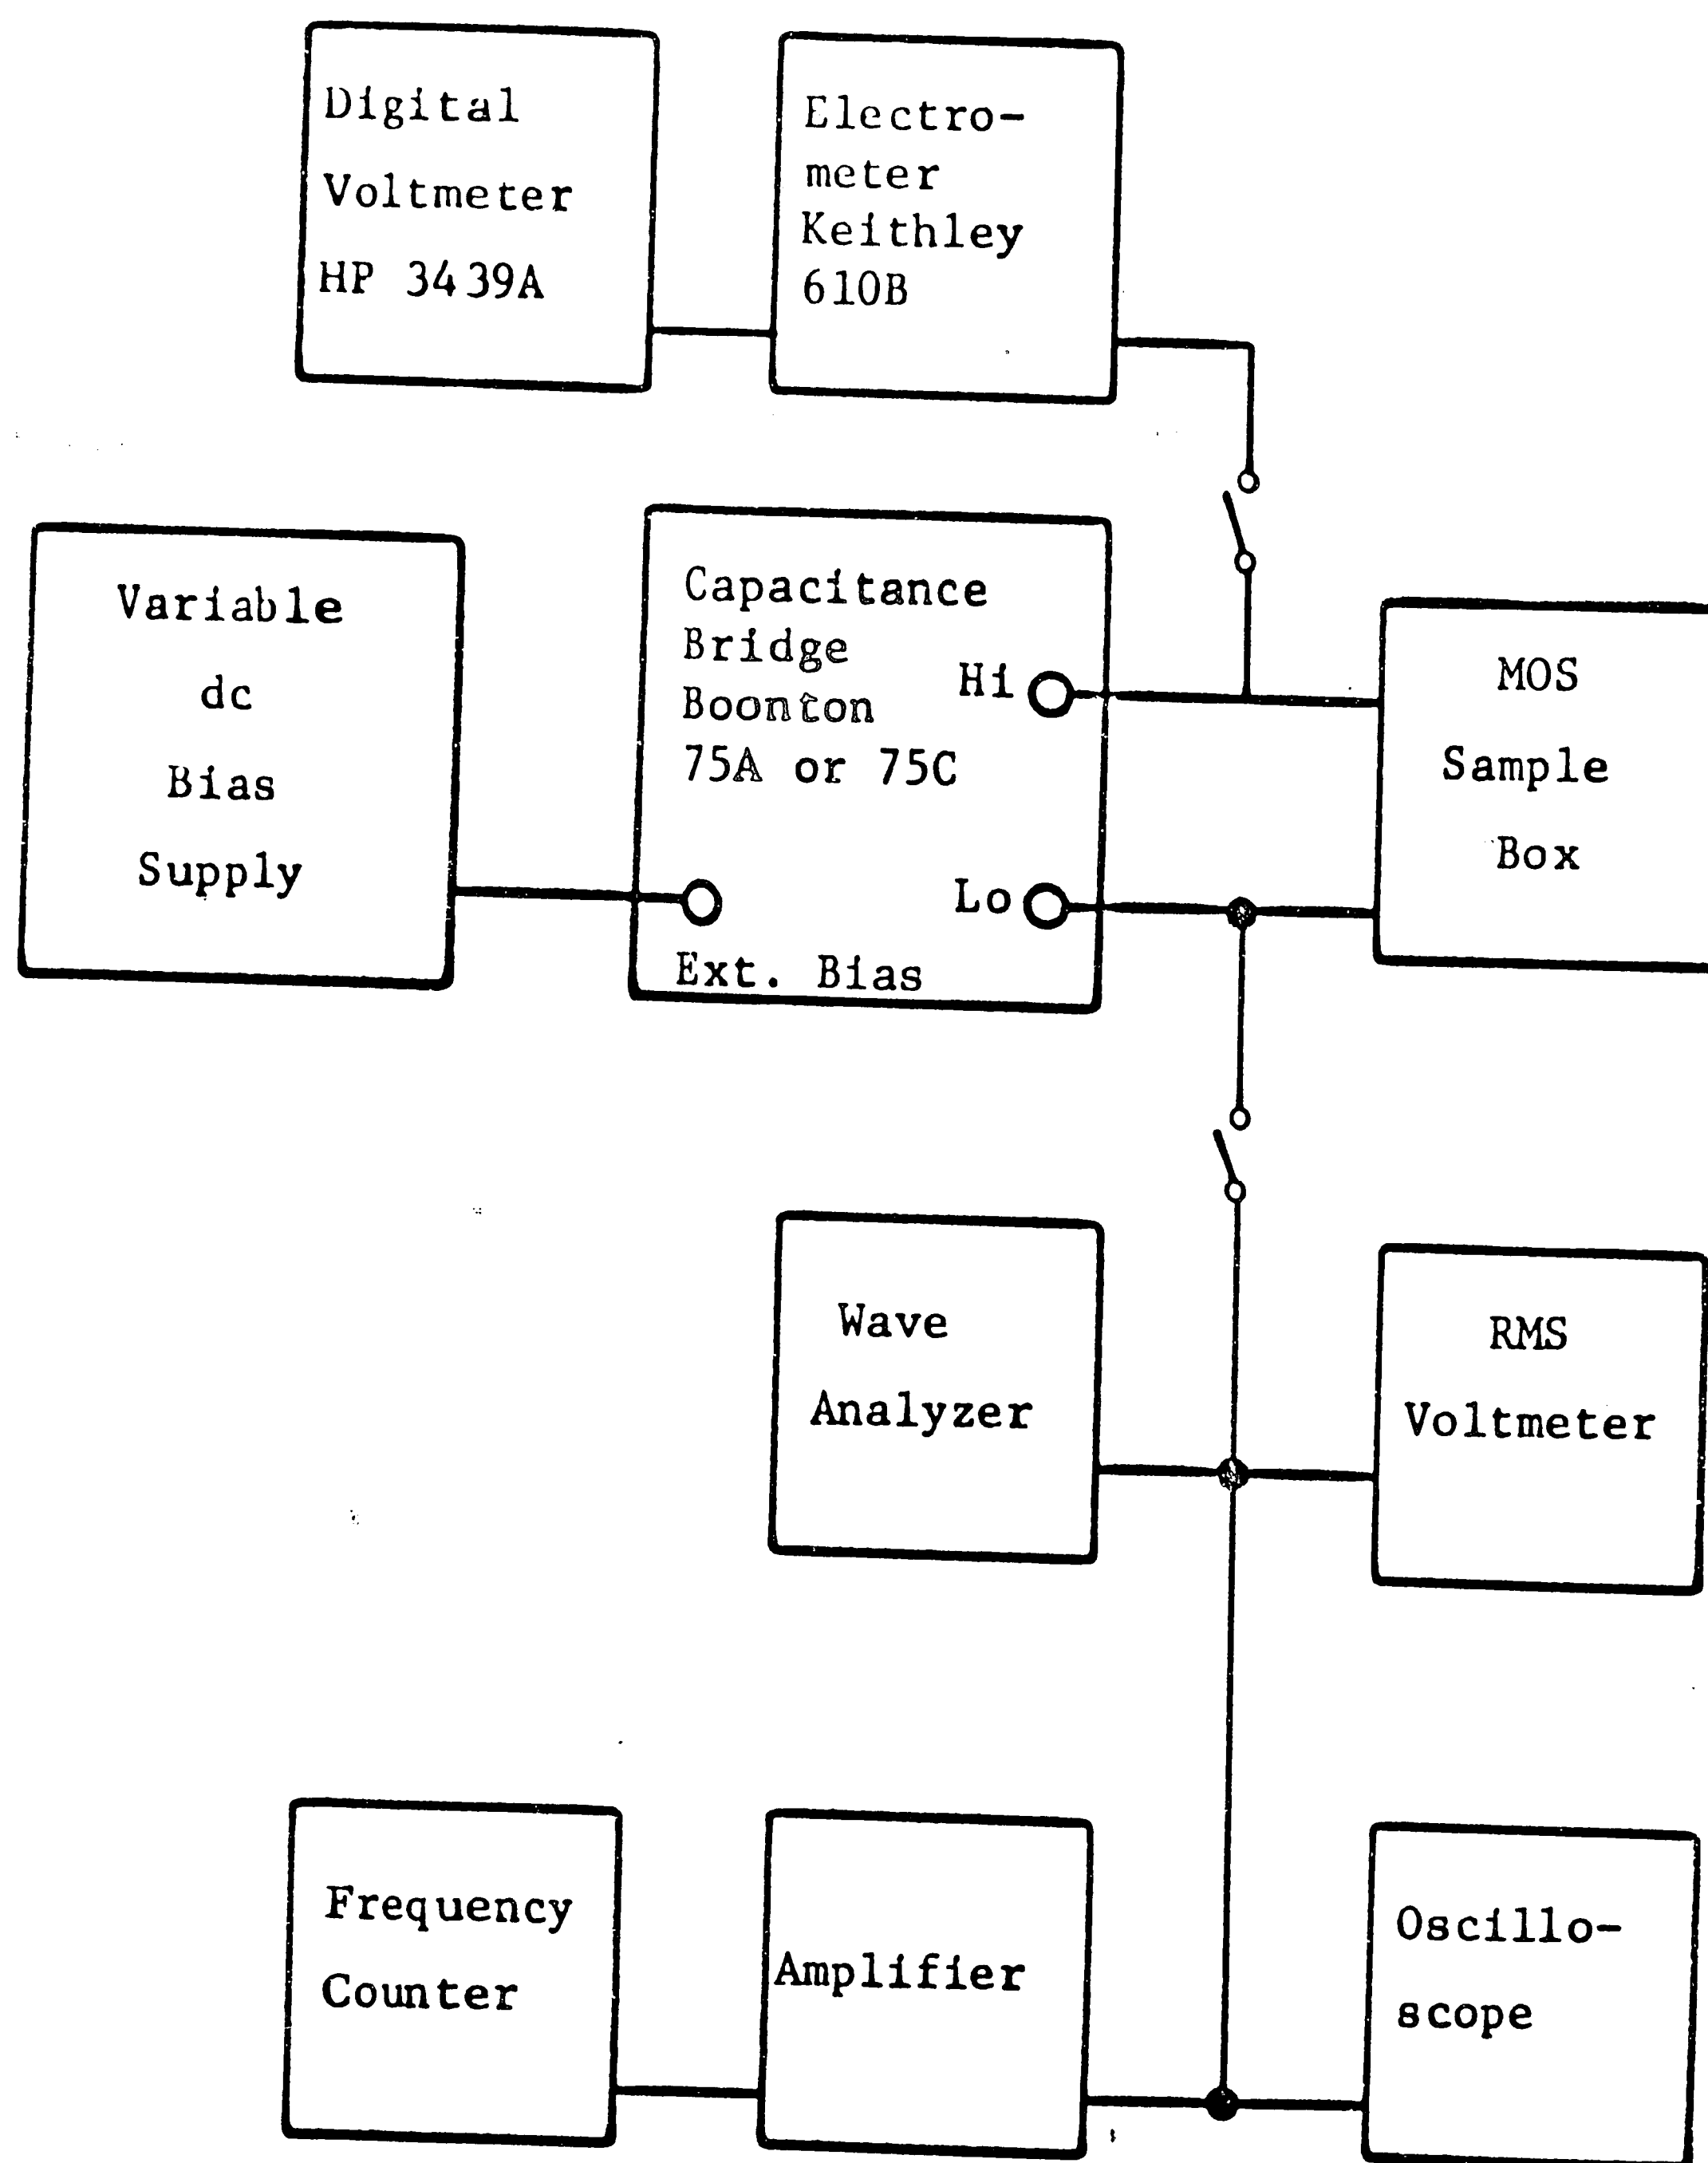 Digital
Voltmeter
HP 3439A
Electro-
meter
Keithley
610B
Variable
dc
Bias
Supply
Capacitance
Bridge
Boonton
75A or 75C
Hi
Lo
Ext. Bias
MOS
Sample
Box
Wave
Analyzer
RMS
Voltmeter
Frequency
Counter
Amplifier
Oscillo-
scope